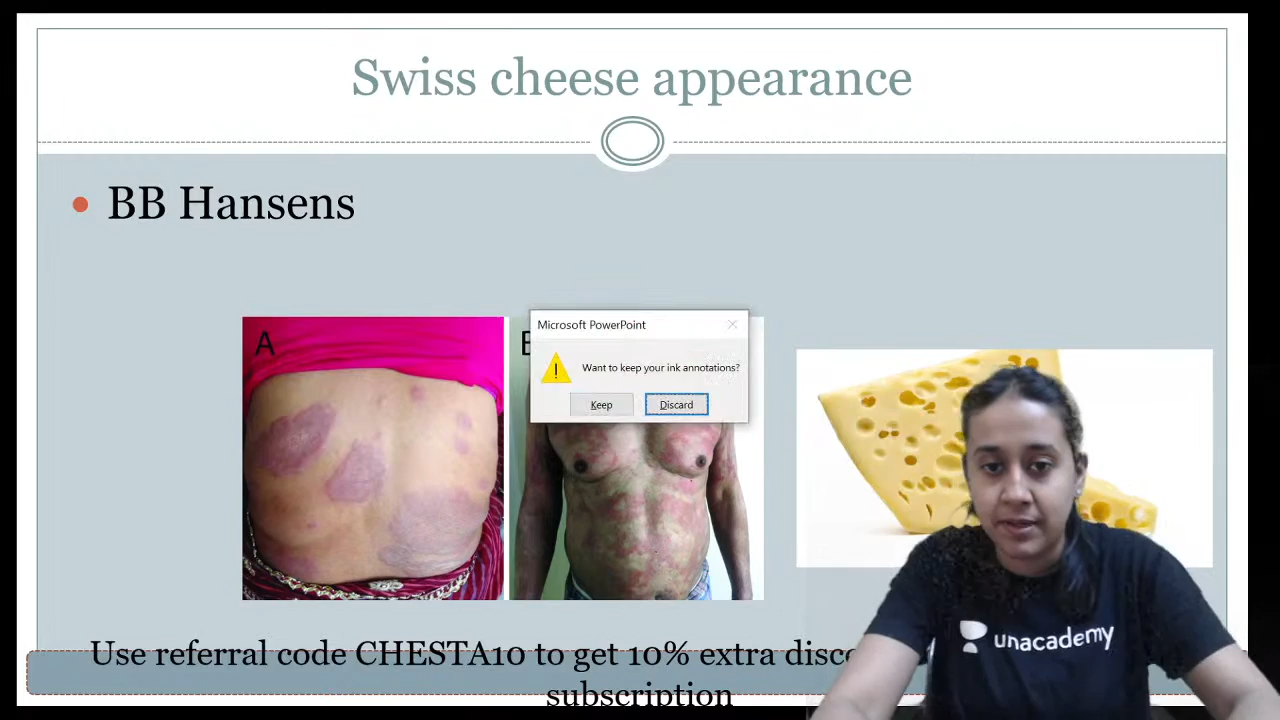 Swiss cheese appearance
BB Hansens
A
Microsoft PowerPoint
Want to keep your ink annotations?
Keep
Discard
unacademy
Use referral code CHESTA10 to get 10% extra
subscription